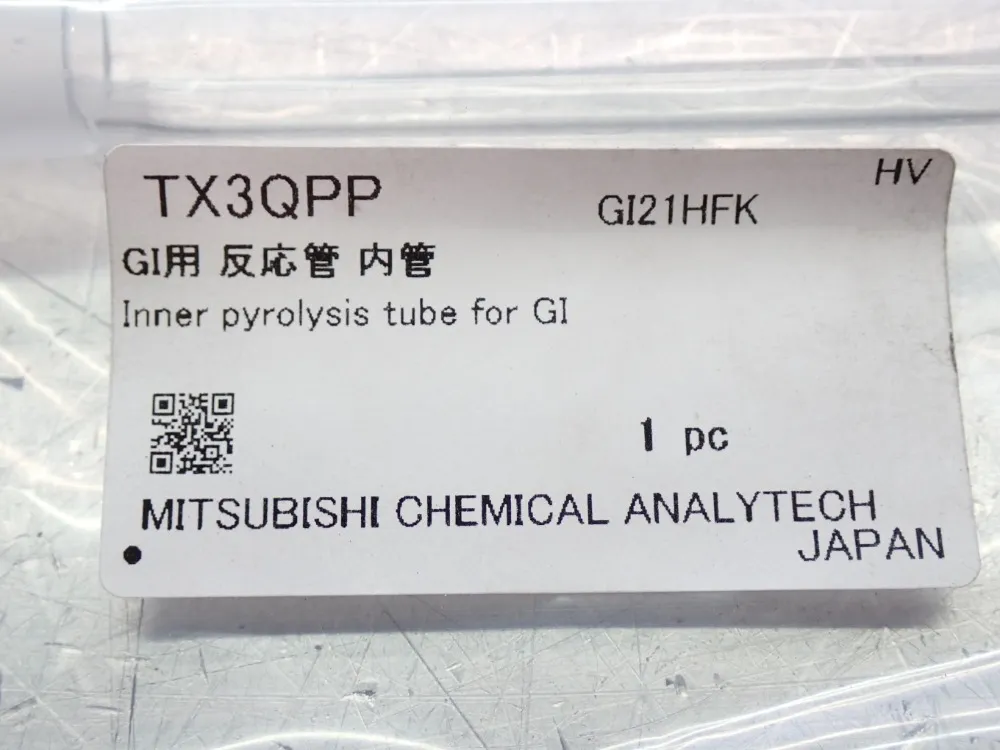 HV
TX3QPP GI21HFK
GI用 反応管 内管
Inner pyrolysis tube for GI
1 pc
MITSUBISHI CHEMICAL ANALYTECH
JAPAN